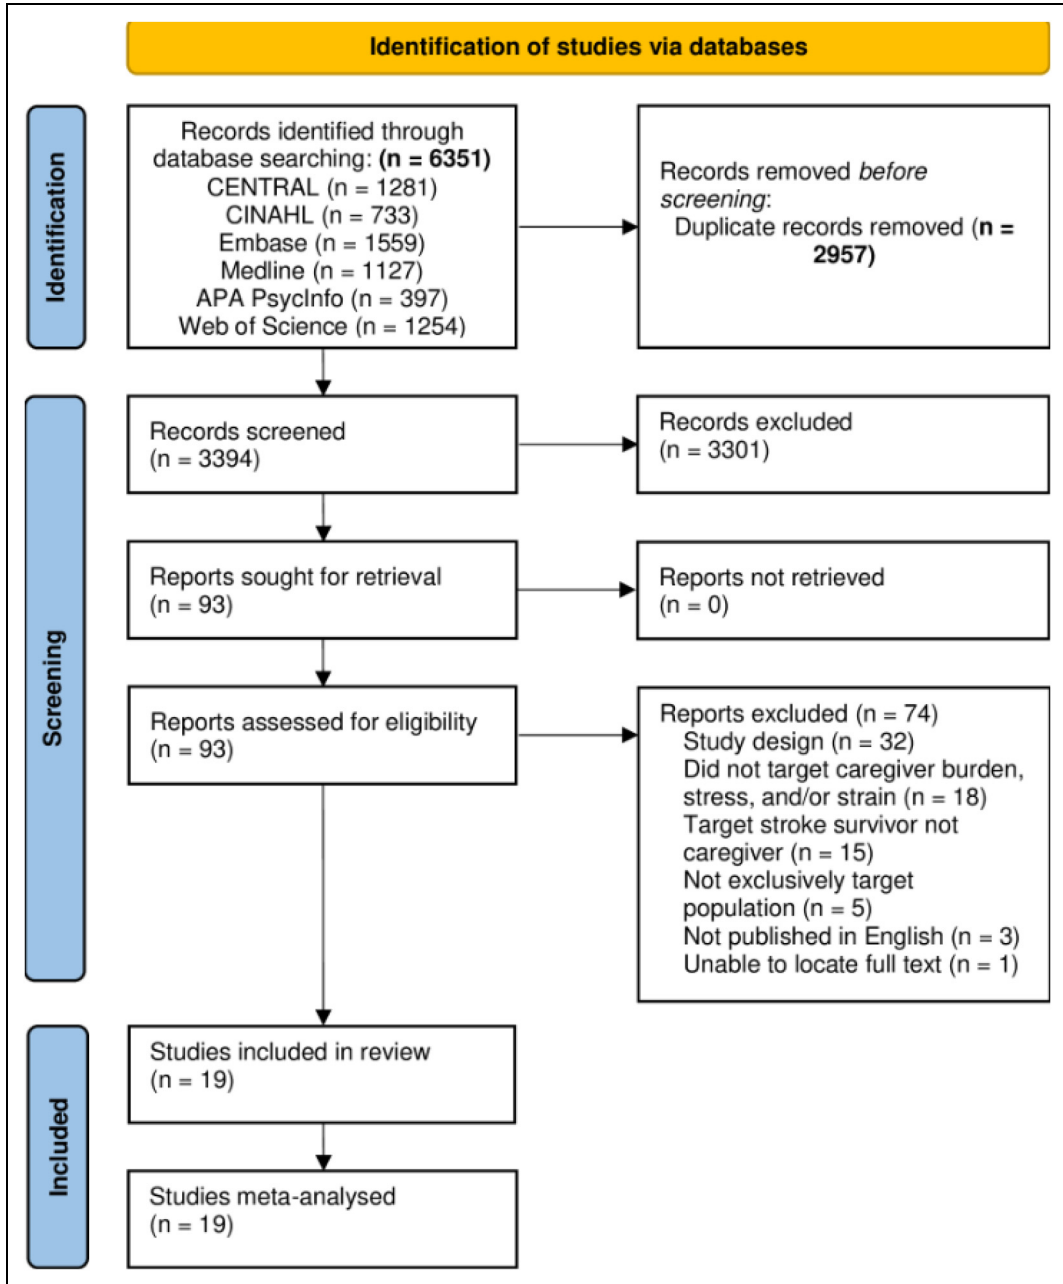 Identification of studies via databases
Identification
Records identified through
database searching: (n = 6351)
CENTRAL (n = 1281)
CINAHL (n = 733)
Embase (n = 1559)
Medline (n = 1127)
APA PsycInfo (n = 397)
Web of Science (n = 1254)
Records removed before
screening:
Duplicate records removed (n =
2957)
Screening
Records screened
(n = 3394)
Records excluded
(n = 3301)
Reports sought for retrieval
(n = 93)
Reports not retrieved
(n = 0)
Reports assessed for eligibility
(n = 93)
Reports excluded (n = 74)
Study design (n = 32)
Did not target caregiver burden,
stress, and/or strain (n = 18)
Target stroke survivor not
caregiver (n = 15)
Not exclusively target
population (n = 5)
Not published in English (n = 3)
Unable to locate full text (n = 1)
Included
Studies included in review
(n = 19)
Studies meta-analysed
(n = 19)